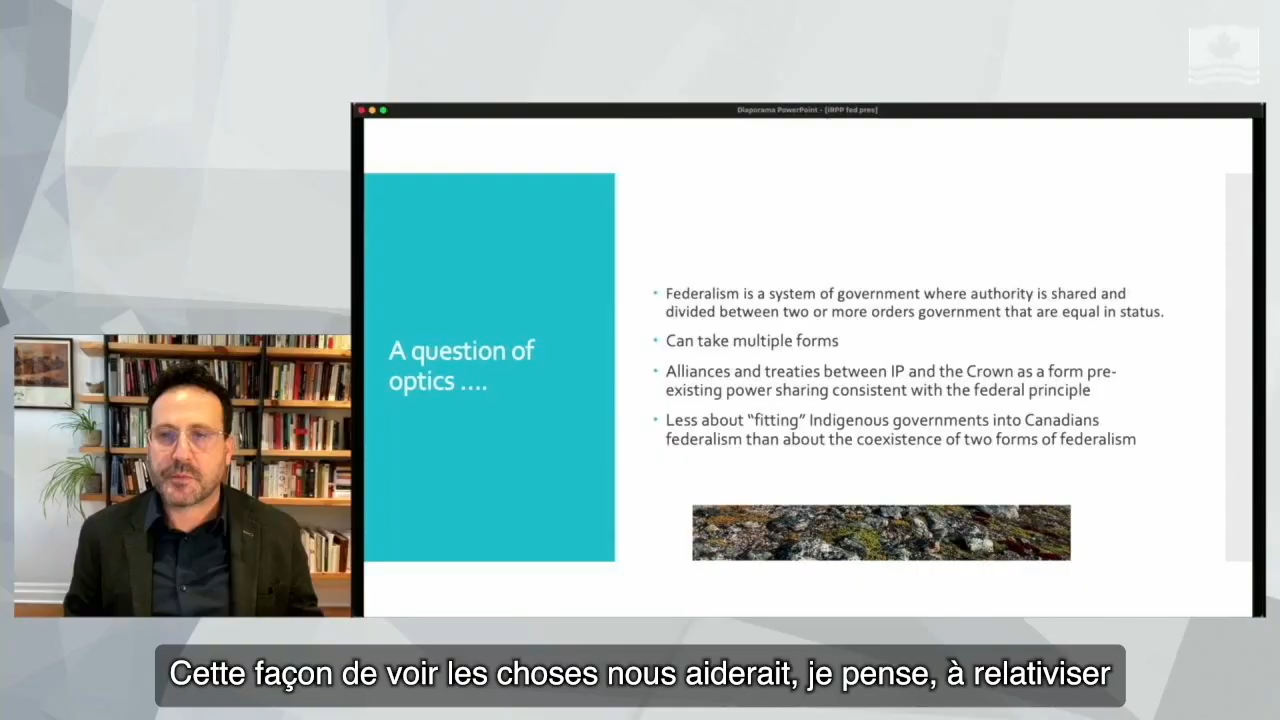 Diaporama PowerPoint - [IRPP fed pres]
A question of
optics ....
• Federalism is a system of government where authority is shared and
divided between two or more orders government that are equal in status.
• Can take multiple forms
• Alliances and treaties between IP and the Crown as a form pre-
existing power sharing consistent with the federal principle
• Less about “fitting” Indigenous governments into Canadians
federalism than about the coexistence of two forms of federalism
Cette façon de voir les choses nous aiderait, je pense, à relativiser